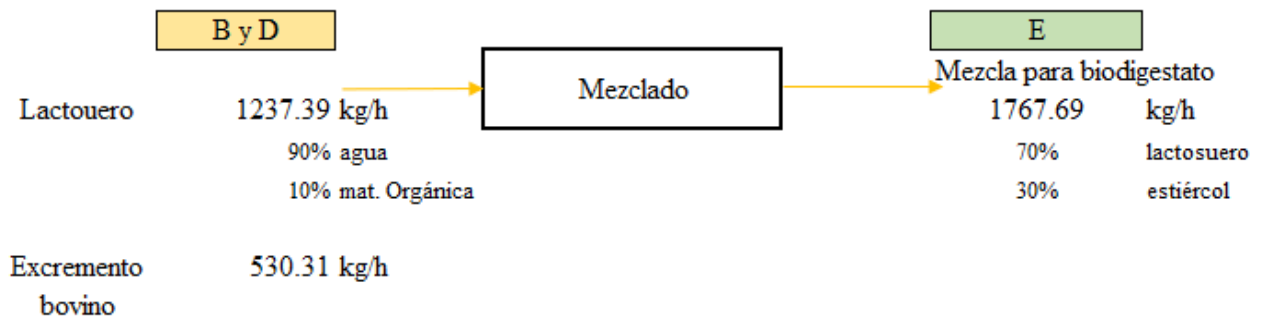 B y D
E
Mezclado
Mezcla para biodigestato
Lactouero 1237.39 kg/h
1767.69 kg/h
90% agua
70% lactosuero
10% mat. Orgánica
30% estiércol
Excremento 530.31 kg/h
bovino